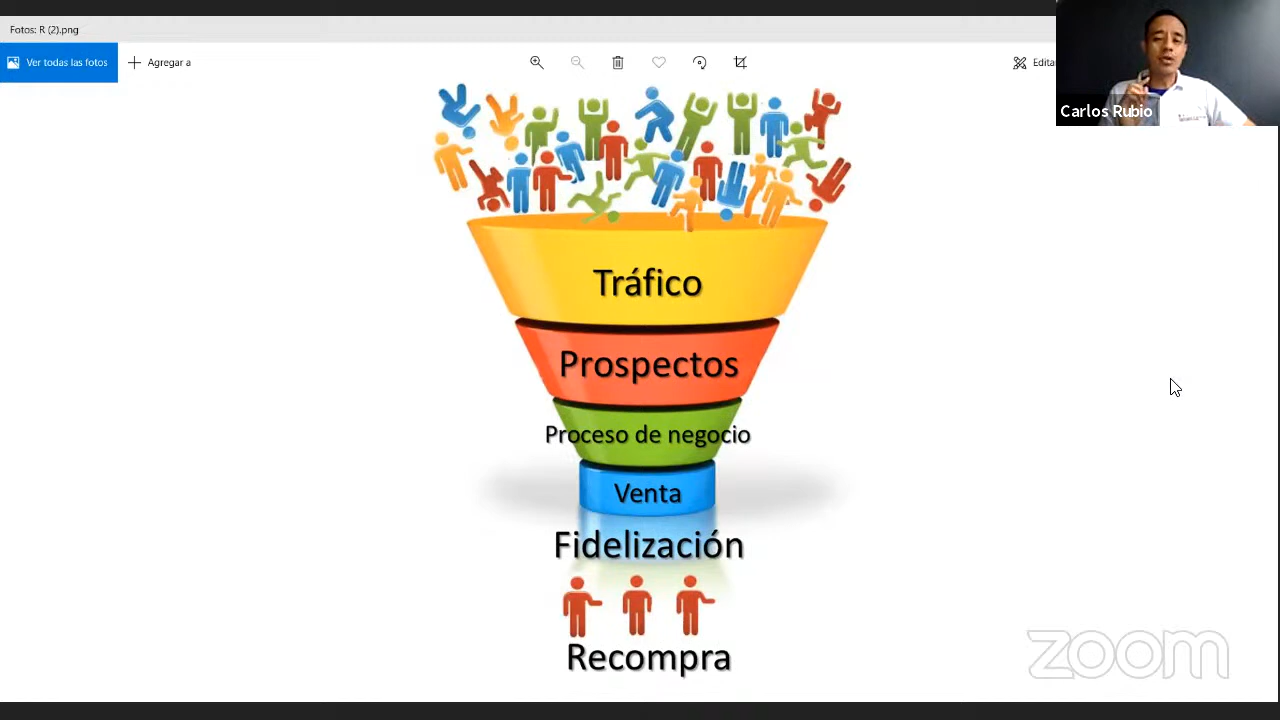 Fotos: R (2).png
Ver todas las fotos
Agregar a
Editar
Carlos Rubio
Tráfico
Prospectos
Proceso de negocio
Venta
Fidelización
Recompra
zoom